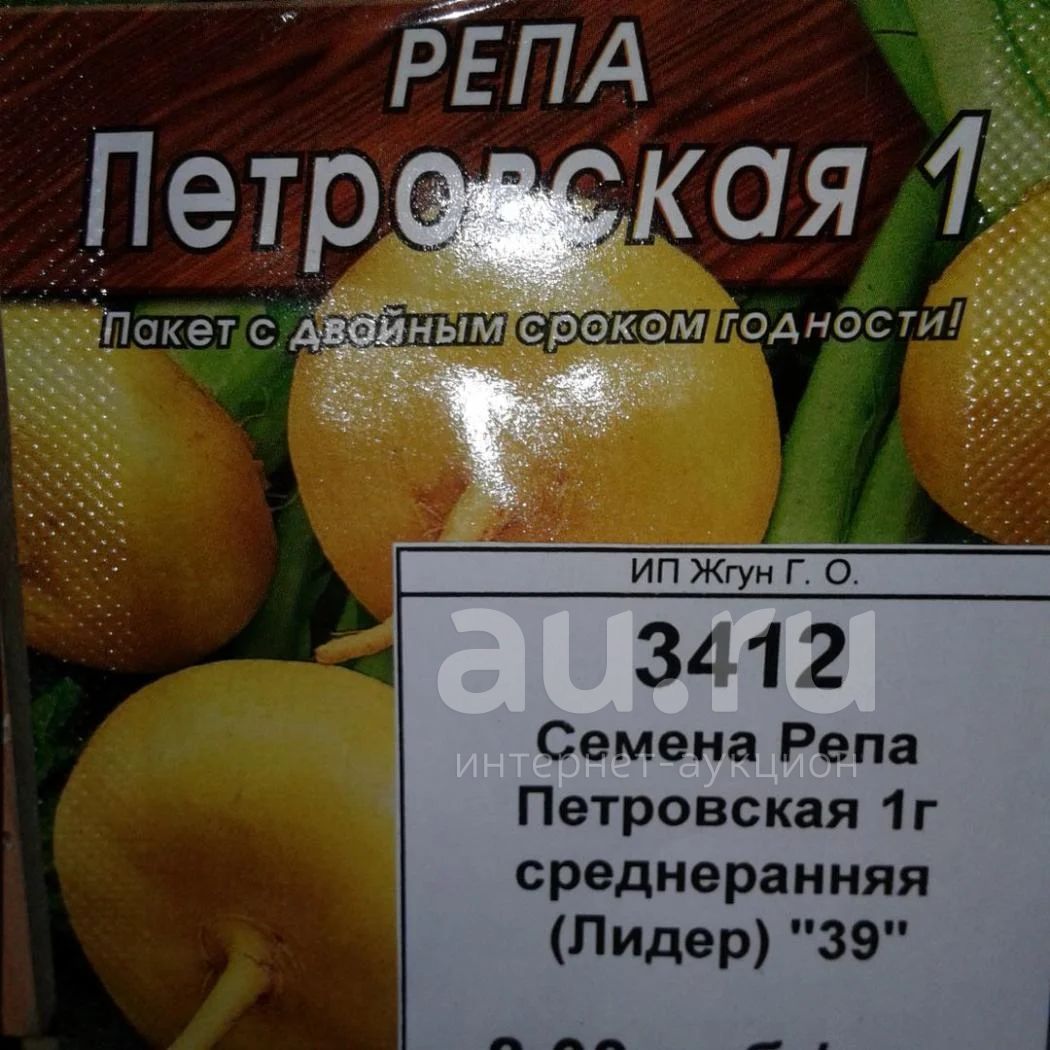 РЕПА
Петровская 1
Пакет с двойным сроком годности!
ИП Жгун Г. О.
3412
au.ru
Семена Репа
интернет-аукцион
Петровская 1г
среднеранняя
(Лидер) "39"